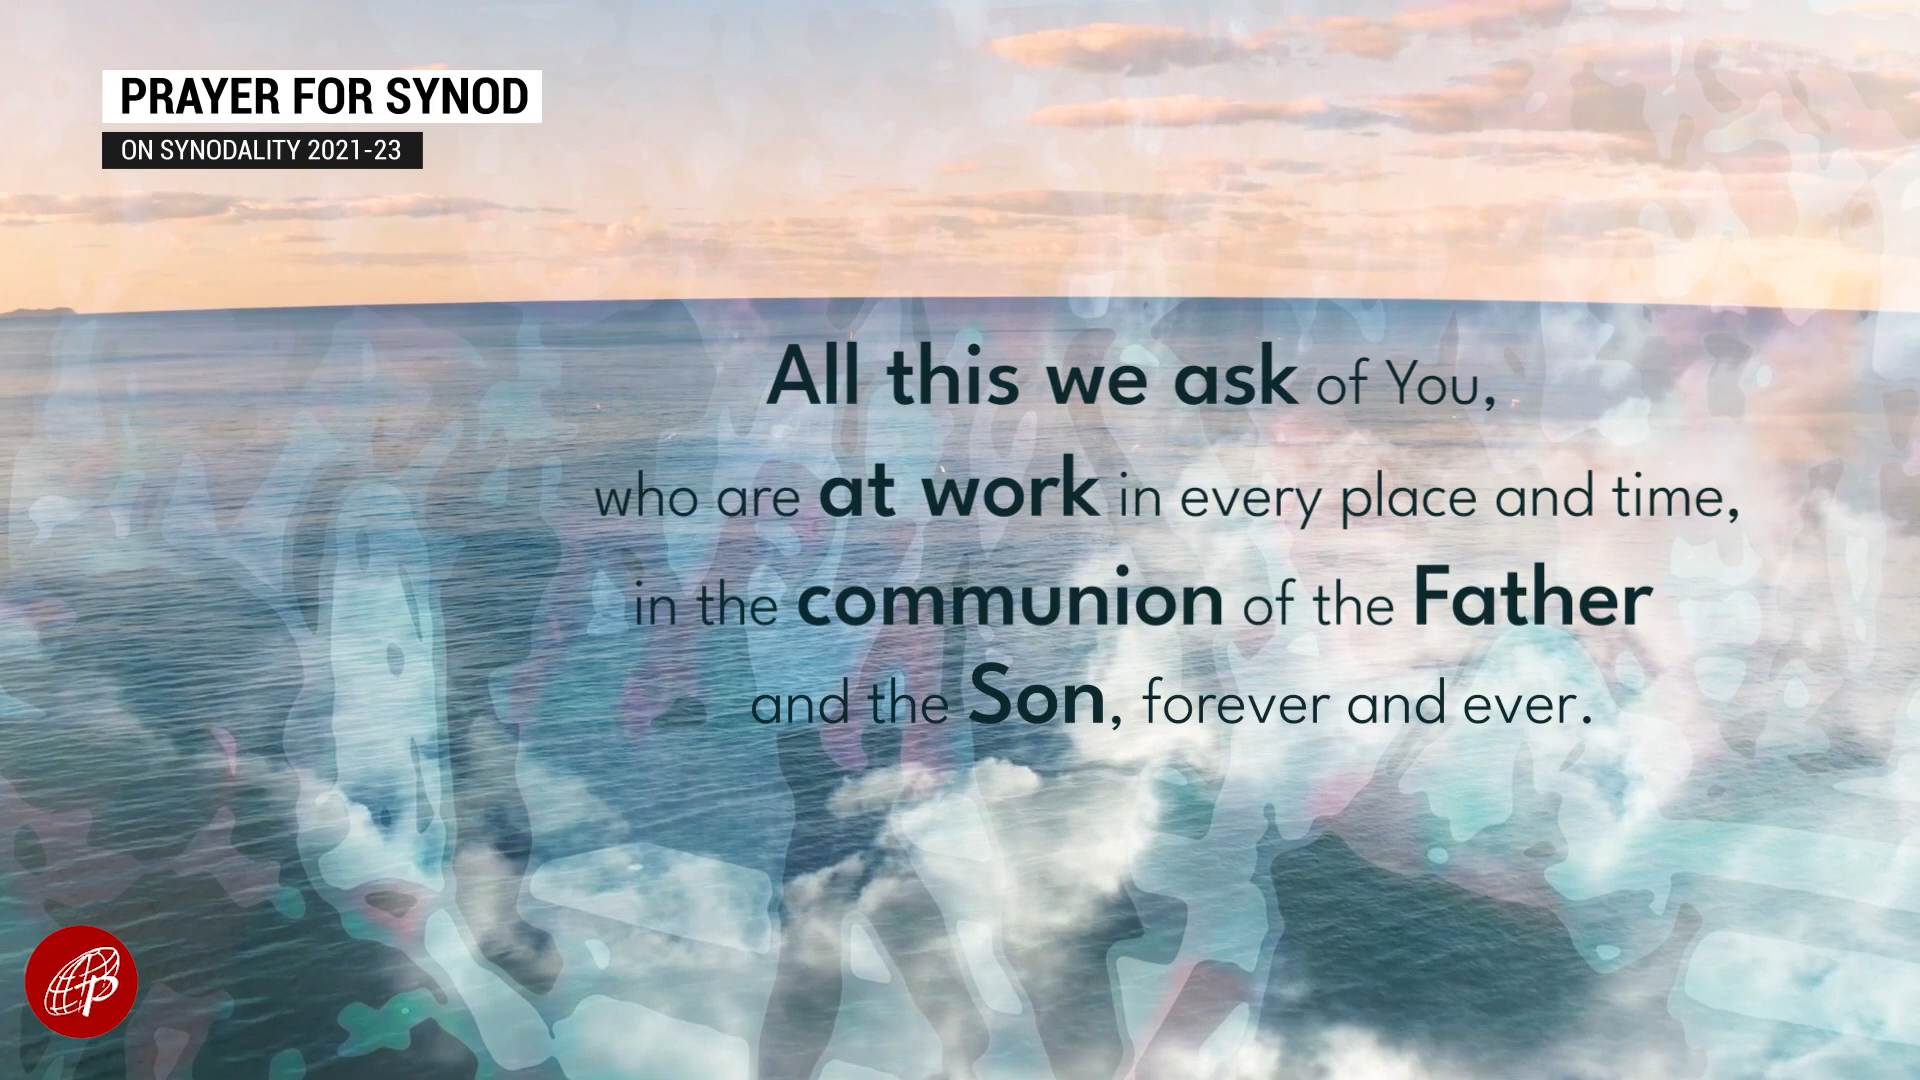 PRAYER FOR SYNOD
ON SYNODALITY 2021-23
All this we ask of You,
who are at work in every place and time,
in the communion of the Father
and the Son, forever and ever.
p